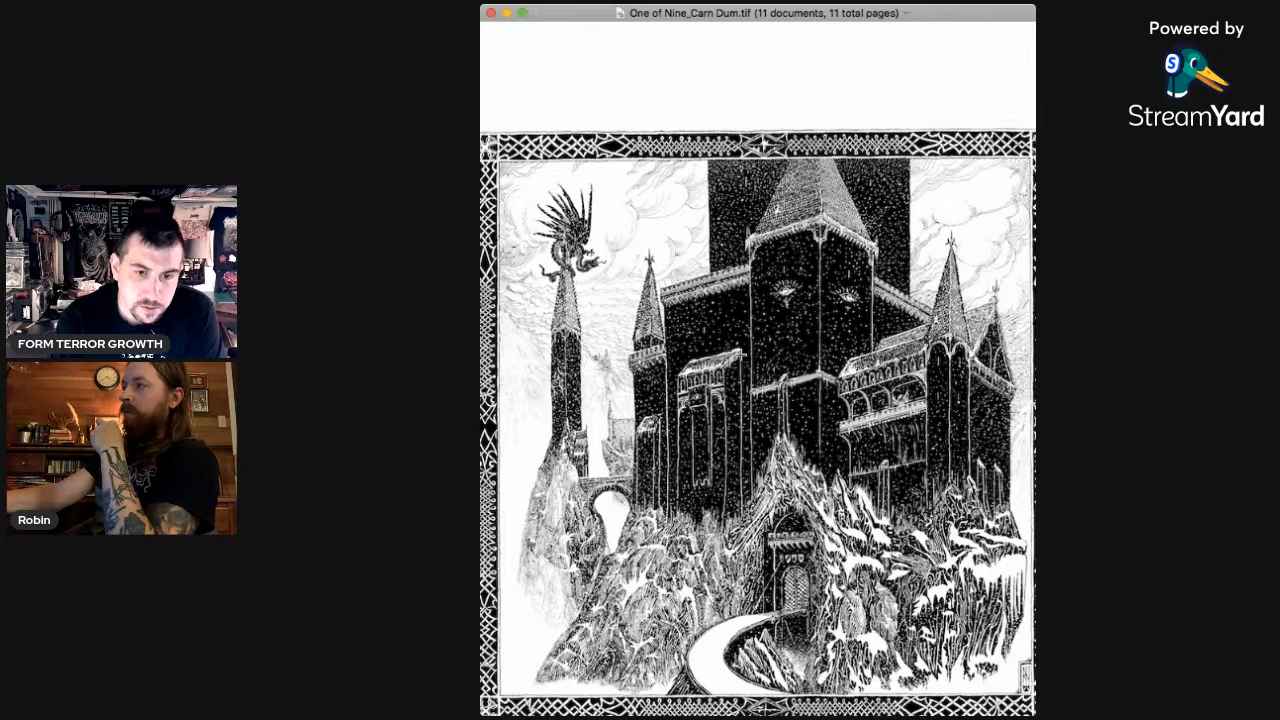 One of Nine_Carn Dum.tif (11 documents, 11 total pages)
Powered by
S
StreamYard
FORM TERROR GROWTH
Robin